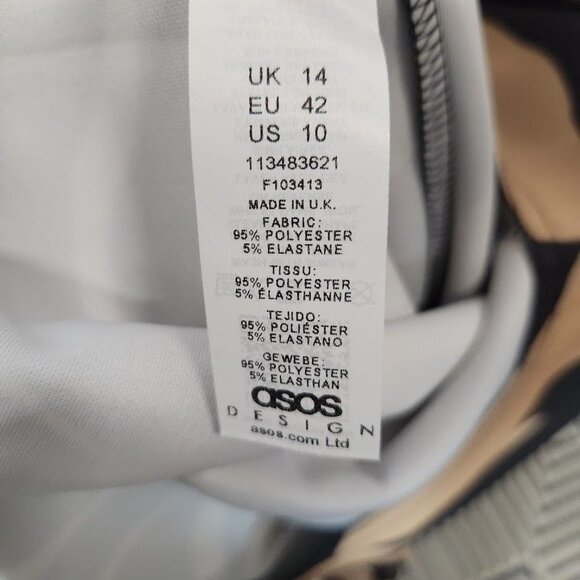 UK 14
EU 42
US 10
113483621
F103413
MADE IN U.K.
FABRIC:
95% POLYESTER
5% ELASTANE
TISSU:
95% POLYESTER
5% ÉLASTHANNE
TEJIDO:
95% POLIÉSTER
5% ELASTANO
GEWEBE:
95% POLYESTER
5% ELASTHAN
asos
DESIGN
asos.com Ltd